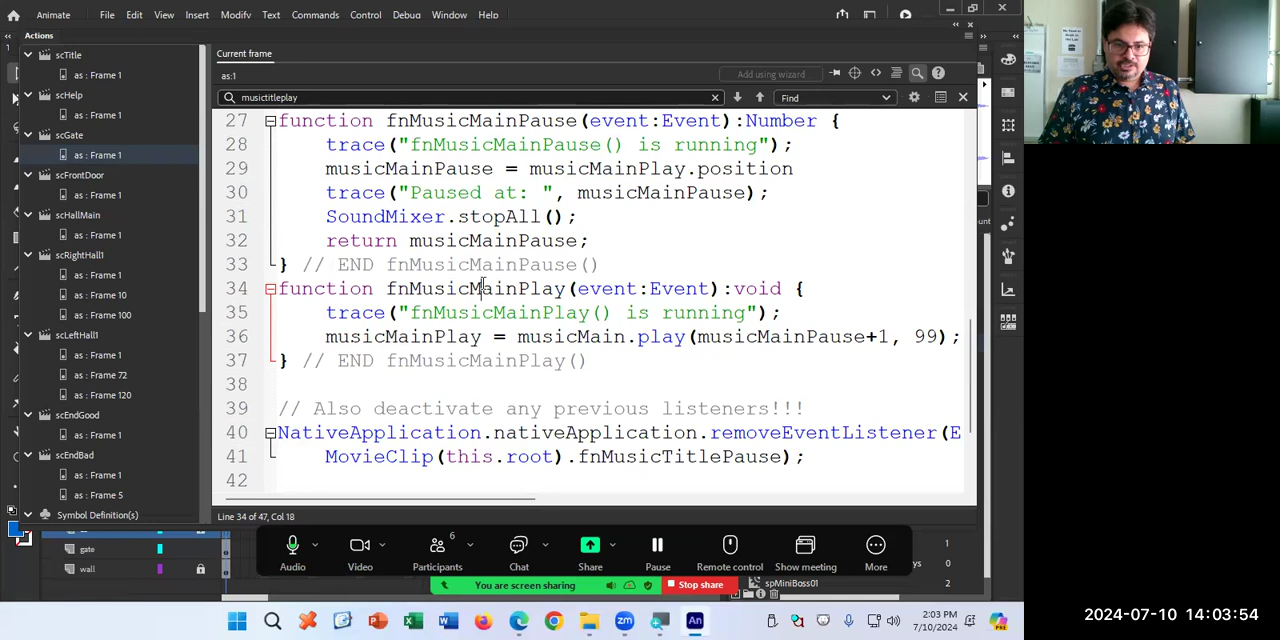 Animate File Edit View Insert Modify Text Commands Control Debug Window Help
Actions
Current frame
as:1
Add using wizard
musictitleplay
Find
scTitle
as : Frame 1
scHelp
as : Frame 1
scGate
as : Frame 1
scFrontDoor
as : Frame 1
scHallMain
as : Frame 1
scRightHall1
as : Frame 1
as : Frame 10
as : Frame 100
scLeftHall1
as : Frame 1
as : Frame 72
as : Frame 120
scEndGood
as : Frame 1
scEndBad
as : Frame 1
as : Frame 5
Symbol Definition(s)
27 function fnMusicMainPause(event:Event):Number {
28 trace("fnMusicMainPause() is running");
29 musicMainPause = musicMainPlay.position
30 trace("Paused at: ", musicMainPause);
31 SoundMixer.stopAll();
32 return musicMainPause;
33 } // END fnMusicMainPause()
34 function fnMusicMainPlay(event:Event):void {
35 trace("fnMusicMainPlay() is running");
36 musicMainPlay = musicMain.play(musicMainPause+1, 99);
37 } // END fnMusicMainPlay()
38
39 // Also deactivate any previous listeners!!!
40 NativeApplication.nativeApplication.removeEventListener(E
41 MovieClip(this.root).fnMusicTitlePause);
42
Line 34 of 47, Col 18
gate
wall
6
Audio Video Participants Chat Share Pause Remote control Show meeting More
You are screen sharing Stop share
1
0
spMiniBoss01 2
2:03 PM
7/10/2024
2024-07-10 14:03:54